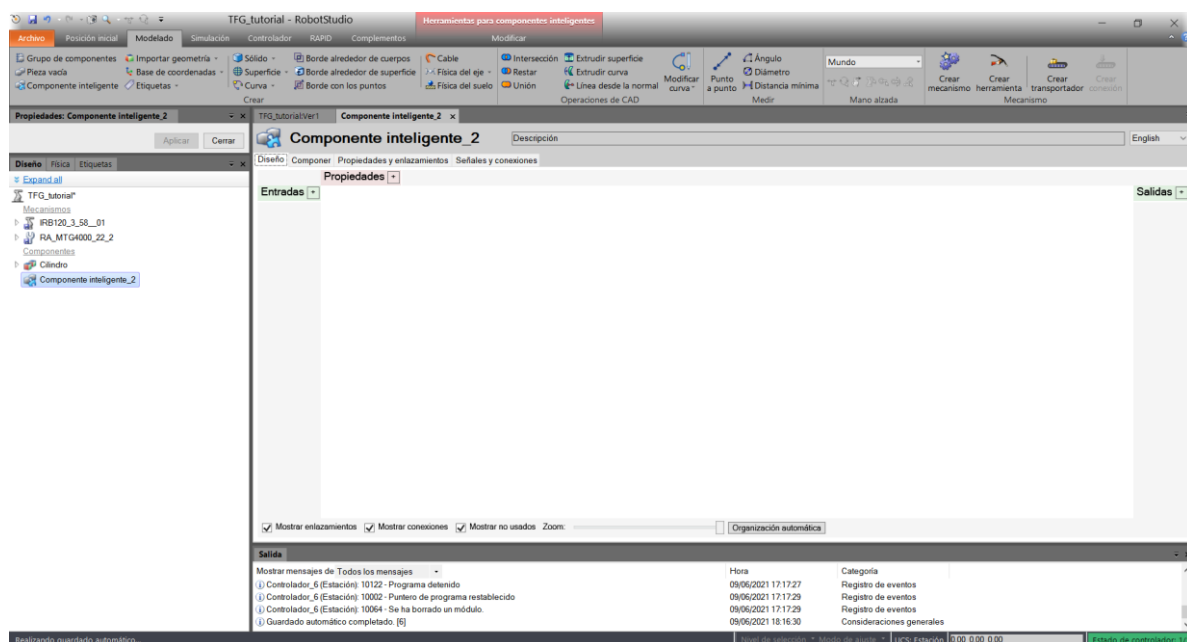 TFG_tutorial - RobotStudio
Herramientas para componentes inteligentes
Archivo Posición inicial Modelado Simulación Controlador RAPID Complementos Modificar
Grupo de componentes Importar geometría Sólido Borde alrededor de cuerpos Cable Intersección Extrudir superficie Ángulo Mundo
Pieza vacía Base de coordenadas Superficie Borde alrededor de superficie Física del eje Restar Extrudir curva Diámetro
Componente inteligente Etiquetas Curva Borde con los puntos Física del suelo Unión Línea desde la normal Modificar curva Punto a punto Distancia mínima Crear mecanismo Crear herramienta Crear transportador Crear conexión
Crear Operaciones de CAD Medir Mano alzada Mecanismo
Propiedades: Componente inteligente_2 TFG_tutorial:Ver1 Componente inteligente_2
Aplicar Cerrar
Componente inteligente_2 Descripción English
Diseño Física Etiquetas
Diseño Componer Propiedades y enlazamientos Señales y conexiones
Expand all
Propiedades +
TFG_tutorial*
Entradas + Salidas +
Mecanismos
IRB120_3_58__01
RA_MTG4000_22_2
Componentes
Cilindro
Componente inteligente_2
Mostrar enlazamientos Mostrar conexiones Mostrar no usados Zoom: Organización automática
Salida
Mostrar mensajes de Todos los mensajes Hora Categoría
Controlador_6 (Estación): 10122 - Programa detenido 09/06/2021 17:17:27 Registro de eventos
Controlador_6 (Estación): 10002 - Puntero de programa restablecido 09/06/2021 17:17:29 Registro de eventos
Controlador_6 (Estación): 10064 - Se ha borrado un módulo. 09/06/2021 17:17:29 Registro de eventos
Guardado automático completado. [6] 09/06/2021 18:16:30 Consideraciones generales
Realizando guardado automático... Nivel de selección Modo de ajuste UCS: Estación 0.00 0.00 0.00 Estado de controlador: 1/